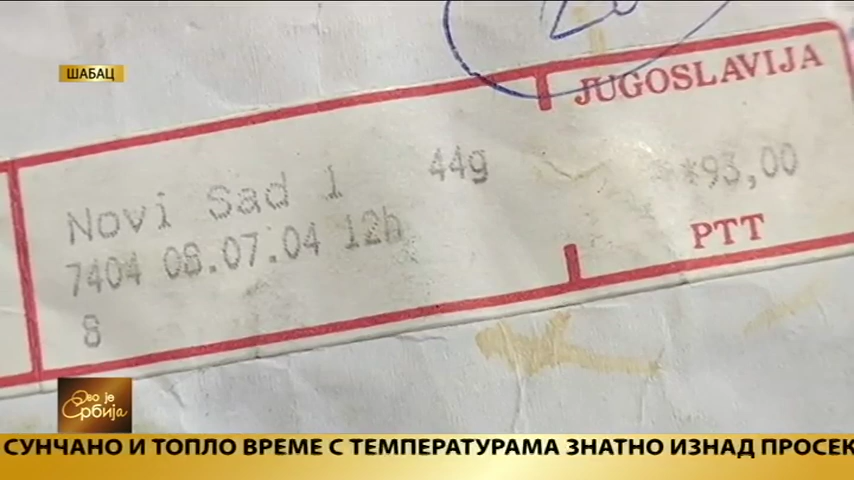 ШАБАЦ
JUGOSLAVIJA
Novi Sad 1 44g *93,00
7404 08.07.04 12h
PTT
8
Ово је Србија
СУНЧАНО И ТОПЛО ВРЕМЕ С ТЕМПЕРАТУРАМА ЗНАТНО ИЗНАД ПРОСЕК